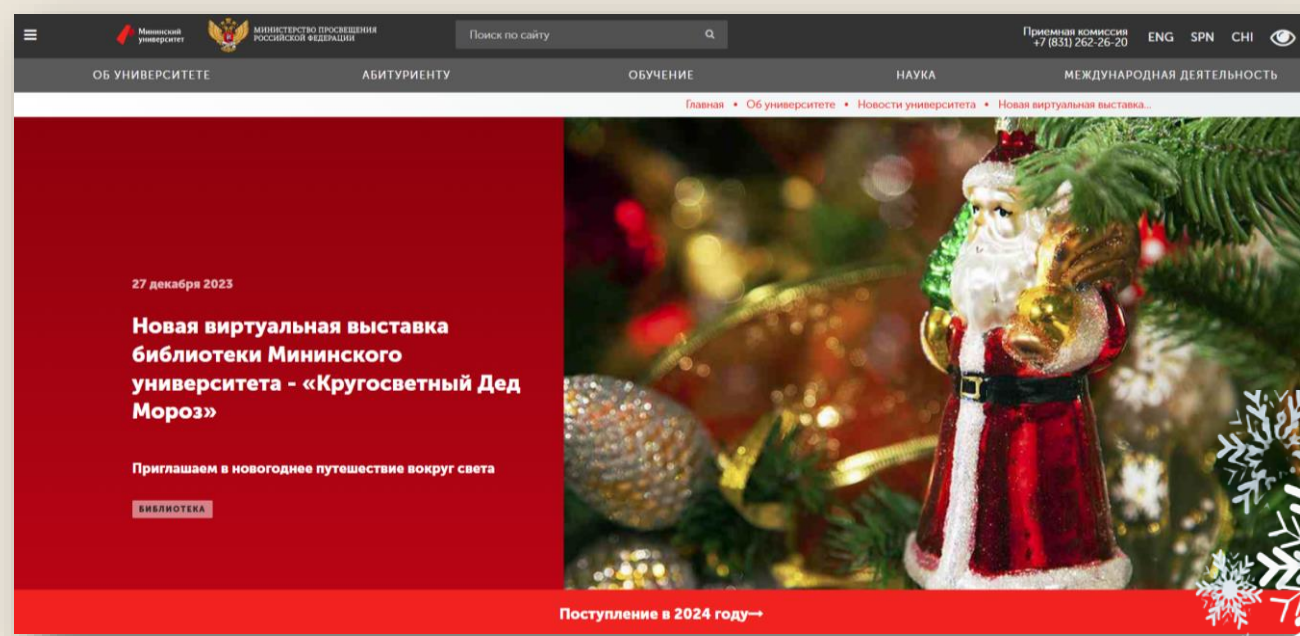 Мининский
университет
МИНИСТЕРСТВО ПРОСВЕЩЕНИЯ
РОССИЙСКОЙ ФЕДЕРАЦИИ
Поиск по сайту
Приемная комиссия
+7 (831) 262-26-20
ENG SPN CHI
ОБ УНИВЕРСИТЕТЕ АБИТУРИЕНТУ ОБУЧЕНИЕ НАУКА МЕЖДУНАРОДНАЯ ДЕЯТЕЛЬНОСТЬ
Главная • Об университете • Новости университета • Новая виртуальная выставка...
27 декабря 2023
Новая виртуальная выставка
библиотеки Мининского
университета - «Кругосветный Дед
Мороз»
Приглашаем в новогоднее путешествие вокруг света
БИБЛИОТЕКА
Поступление в 2024 году→